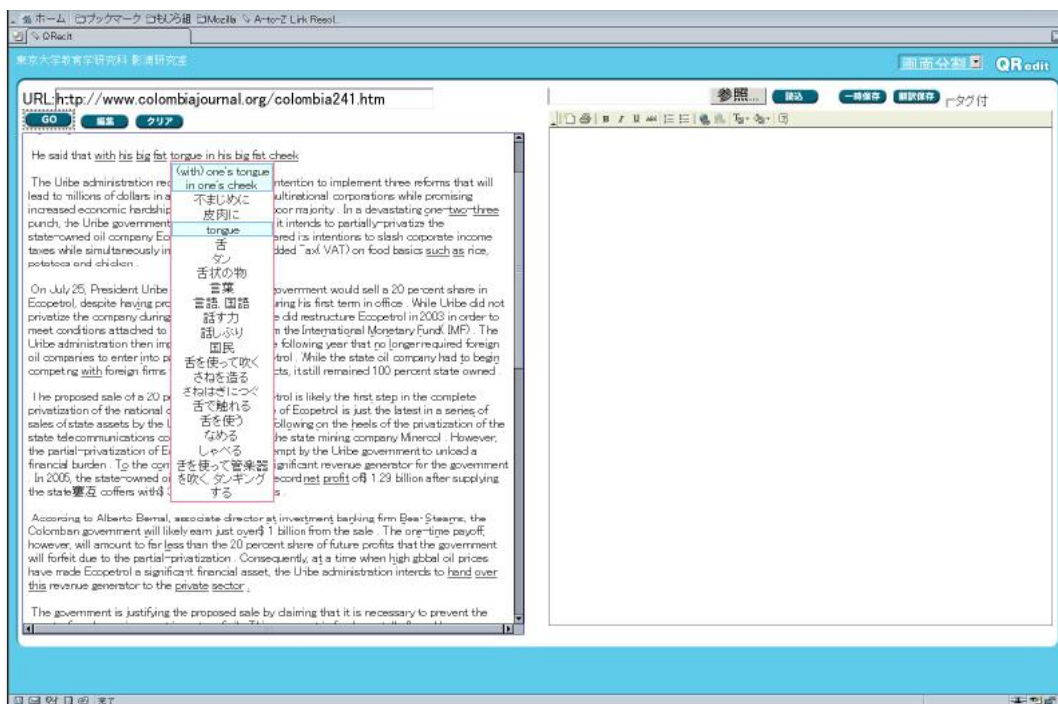 ホーム ブックマーク もじら組 Mozilla A-to-Z Link Resol..
QRedit
東京大学教育学研究科 影浦研究室
画面分割 QRedit
URL:http://www.colombiajournal.org/colombia241.htm
GO 編集 クリア
参照... 読込 一時保存 翻訳保存 タグ付
He said that with his big fat tongue in his big fat cheek
(with) one's tongue
in one's cheek
不まじめに
皮肉に
tongue
舌
タン
舌状の物
言葉
言語, 国語
話す力
話しぶり
国民
舌を使って吹く
さねを造る
さねはぎにつぐ
舌で触れる
舌を使う
なめる
しゃべる
舌を使って管楽器
を吹く タンギング
する
The Uribe administration ntention to implement three reforms that will
lead to millions of dollars in ultinational corporations while promising
increased economic hardship oor majority . In a devastating one-two-three
punch, the Uribe government it intends to partially-privatize the
state-owned oil company its intentions to slash corporate income
taxes while simultaneously VAT) on food basics such as rice,
potatoes and chicken .
On July 25, President Uribe overnment would sell a 20 percent share in
Ecopetrol, despite having uring his first term in office . While Uribe did not
privatize the company during e did restructure Ecopetrol in 2003 in order to
meet conditions attached to the International Monetary Fund( IMF) . The
Uribe administration then following year that no longer required foreign
oil companies to enter into trol . While the state oil company had to begin
competing with foreign firms cts, it still remained 100 percent state owned .
The proposed sale of a 20 trol is likely the first step in the complete
privatization of the national of Ecopetrol is just the latest in a series of
sales of state assets by the ollowing on the heels of the privatization of the
state telecommunications he state mining company Minercol . However,
the partial-privatization of empt by the Uribe government to unload a
financial burden . To the ignificant revenue generator for the government
. In 2005, the state-owned ecord net profit of$ 1.29 billion after supplying
the state coffers with$
According to Alberto Bernal, associate director at investment banking firm Bear Stearns, the
Colombian government will likely earn just over$ 1 billion from the sale . The one-time payoff,
however, will amount to far less than the 20 percent share of future profits that the government
will forfeit due to the partial-privatization . Consequently, at a time when high global oil prices
have made Ecopetrol a significant financial asset, the Uribe administration intends to hand over
this revenue generator to the private sector .
The government is justifying the proposed sale by claiming that it is necessary to prevent the
完了